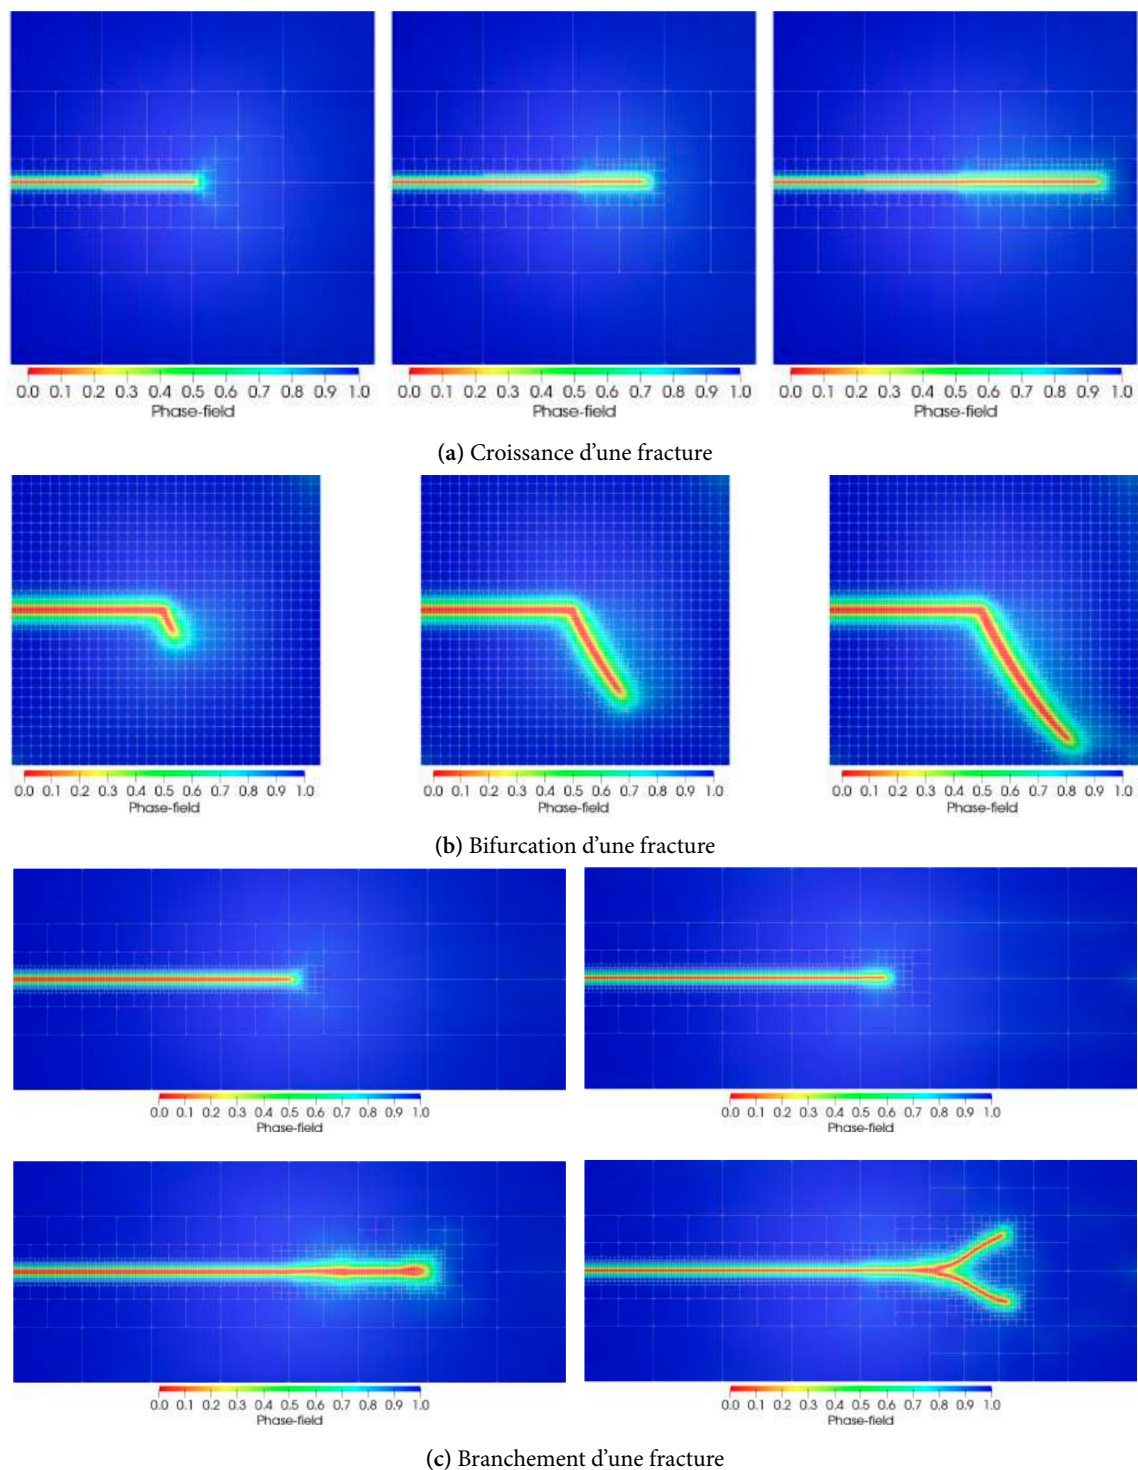 0.0 0.1 0.2 0.3 0.4 0.5 0.6 0.7 0.8 0.9 1.0 0.0 0.1 0.2 0.3 0.4 0.5 0.6 0.7 0.8 0.9 1.0 0.0 0.1 0.2 0.3 0.4 0.5 0.6 0.7 0.8 0.9 1.0
Phase-field Phase-field Phase-field
(a) Croissance d'une fracture
0.0 0.1 0.2 0.3 0.4 0.5 0.6 0.7 0.8 0.9 1.0 0.0 0.1 0.2 0.3 0.4 0.5 0.6 0.7 0.8 0.9 1.0 0.0 0.1 0.2 0.3 0.4 0.5 0.6 0.7 0.8 0.9 1.0
Phase-field Phase-field Phase-field
(b) Bifurcation d'une fracture
0.0 0.1 0.2 0.3 0.4 0.5 0.6 0.7 0.8 0.9 1.0 0.0 0.1 0.2 0.3 0.4 0.5 0.6 0.7 0.8 0.9 1.0
Phase-field Phase-field
0.0 0.1 0.2 0.3 0.4 0.5 0.6 0.7 0.8 0.9 1.0 0.0 0.1 0.2 0.3 0.4 0.5 0.6 0.7 0.8 0.9 1.0
Phase-field Phase-field
(c) Branchement d'une fracture